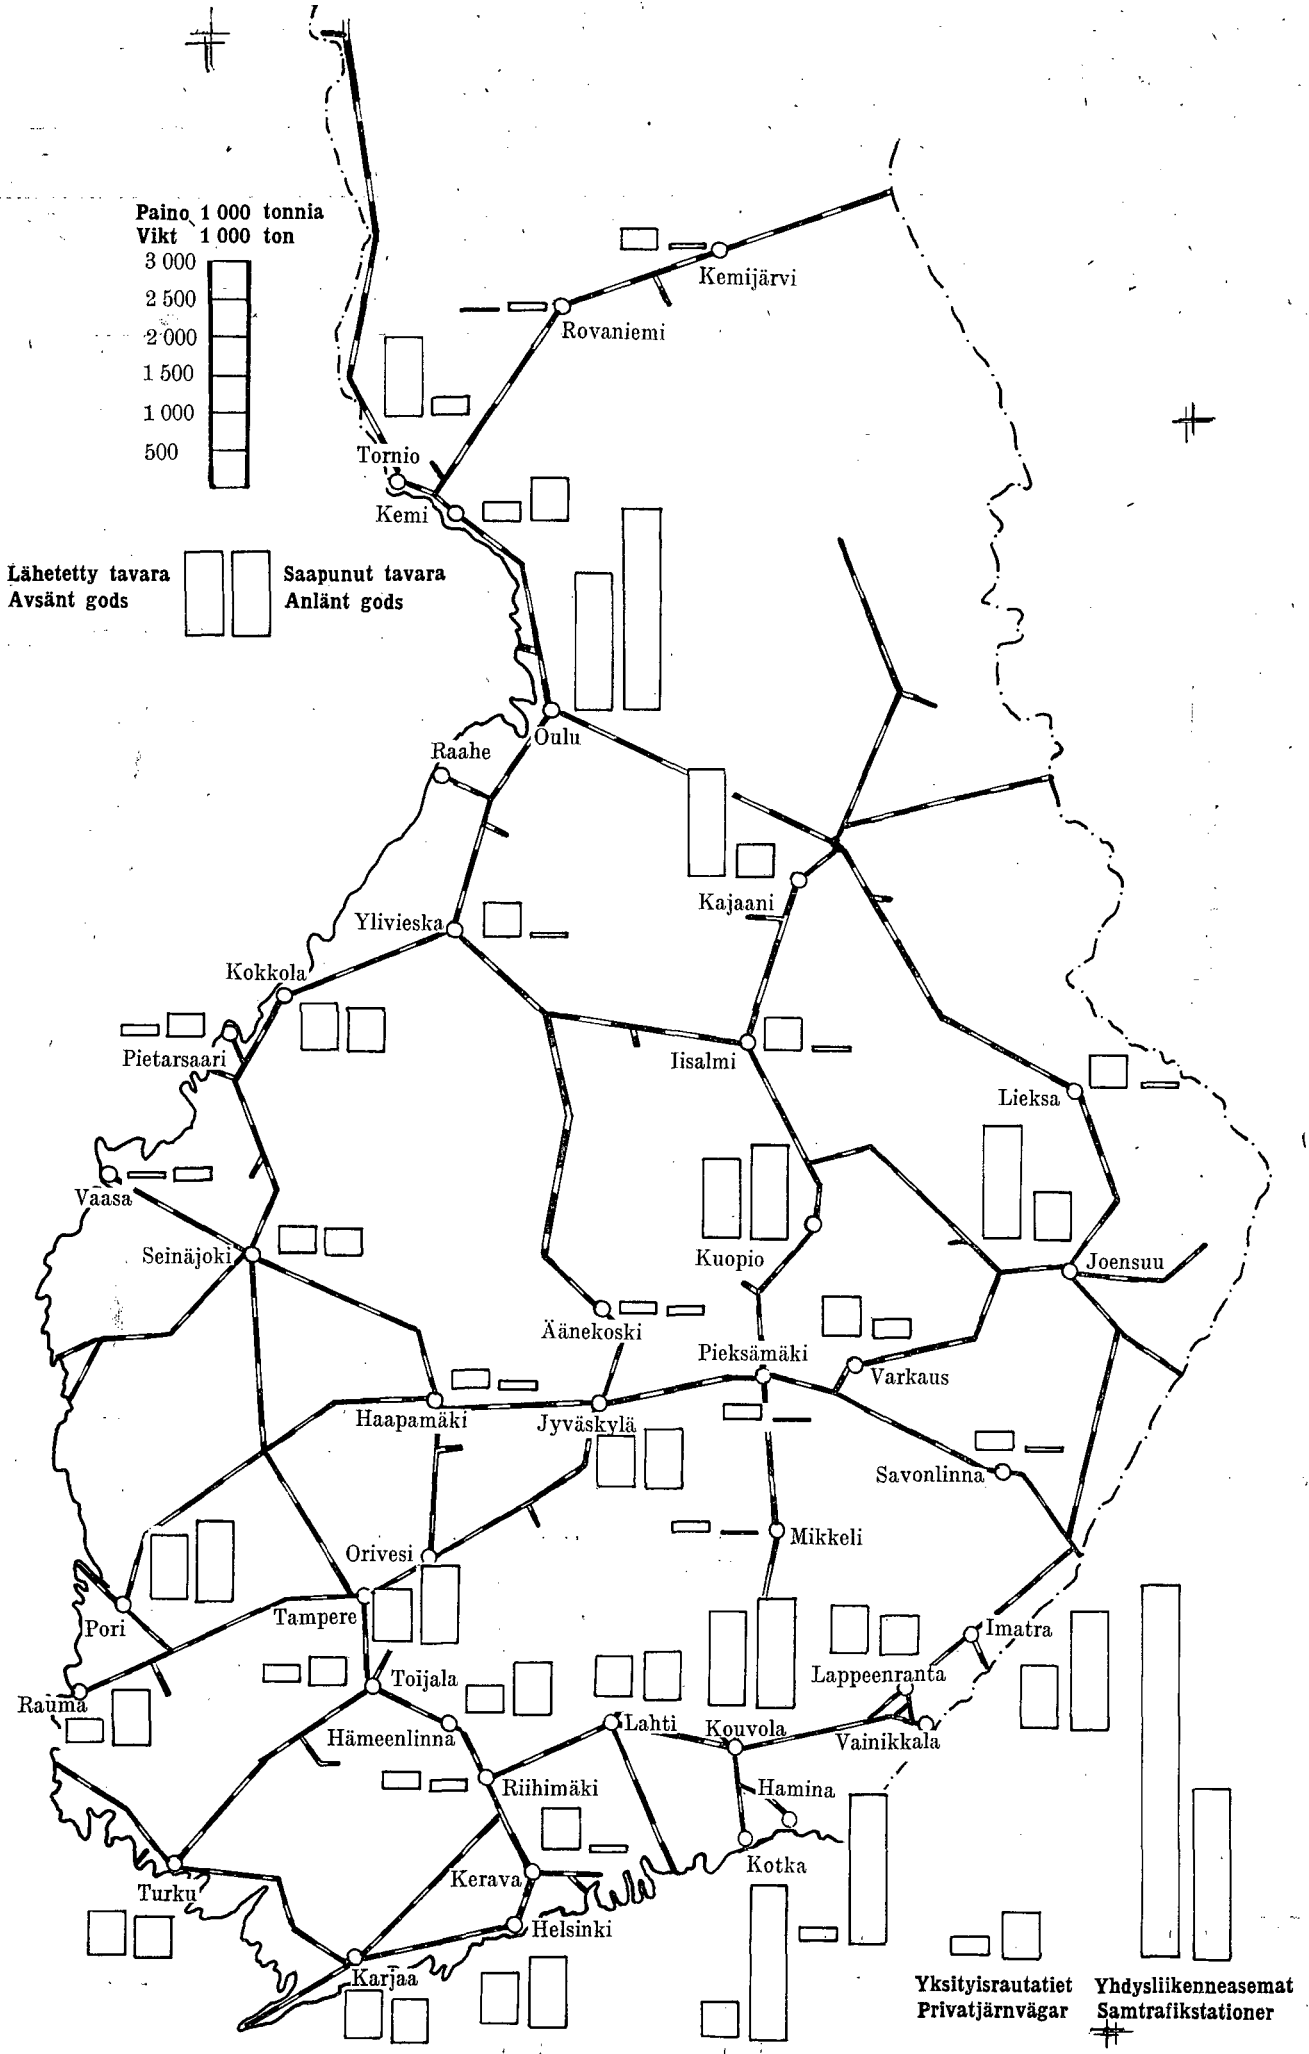 Paino 1 000 tonnia
Vikt 1 000 ton
3 000
2 500
2 000
1 500
1 000
500
Lähetetty tavara
Avsänt gods
Saapunut tavara
Anlänt gods
Kemijärvi
Rovaniemi
Tornio
Kemi
Oulu
Raahe
Kajaani
Ylivieska
Kokkola
Pietarsaari
Iisalmi
Lieksa
Vaasa
Seinäjoki
Kuopio
Joensuu
Äänekoski
Pieksämäki
Varkaus
Haapamäki
Jyväskylä
Savonlinna
Mikkeli
Orivesi
Tampere
Pori
Imatra
Lappeenranta
Toijala
Rauma
Hämeenlinna
Lahti
Kouvola
Vainikkala
Riihimäki
Hamina
Kotka
Kerava
Turku
Helsinki
Karjaa
Yksityisrautatiet
Privatjärnvägar
Yhdysliikenneasemat
Samtrafikstationer